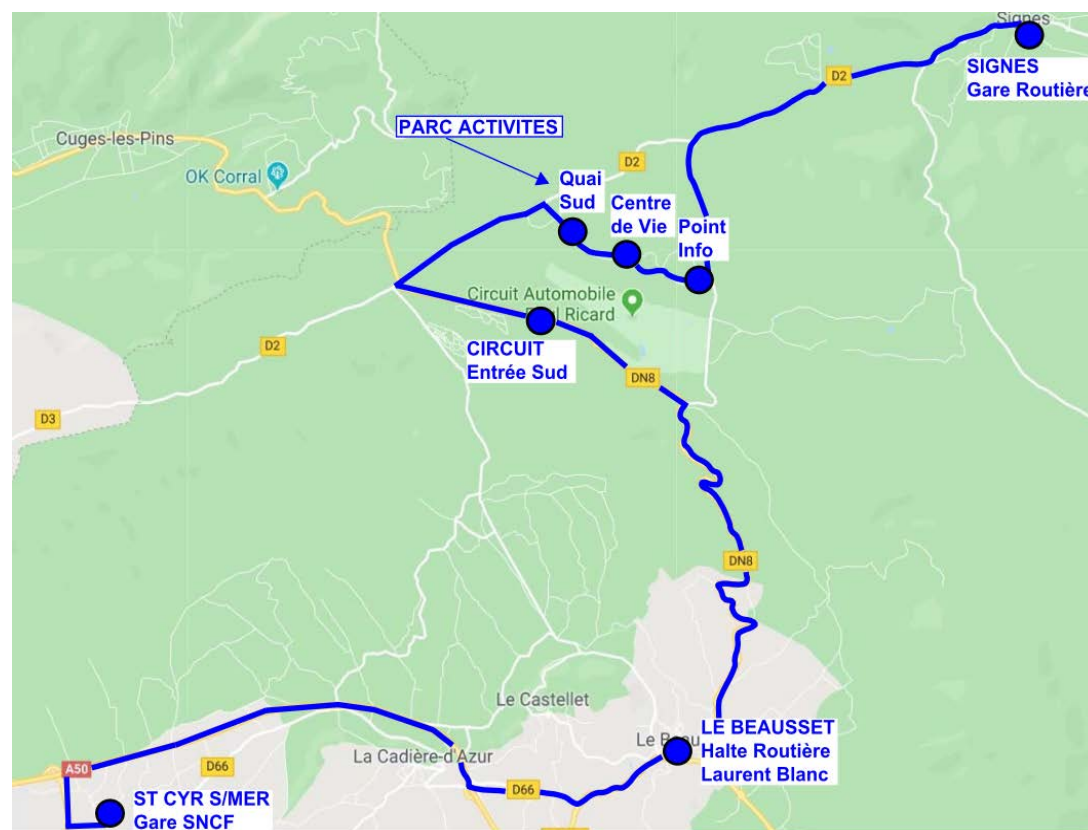 Signes
SIGNES
Gare Routière
D2
Cuges-les-Pins
PARC ACTIVITES
OK Corral
D2
Quai
Sud
Centre
de Vie
Point
Info
Circuit Automobile
Ricard
CIRCUIT
Entrée Sud
D2
DN8
D3
DN8
Le Castellet
La Cadière-d'Azur
LE BEAUSSET
Halte Routière
Laurent Blanc
A50
D66
D66
ST CYR S/MER
Gare SNCF